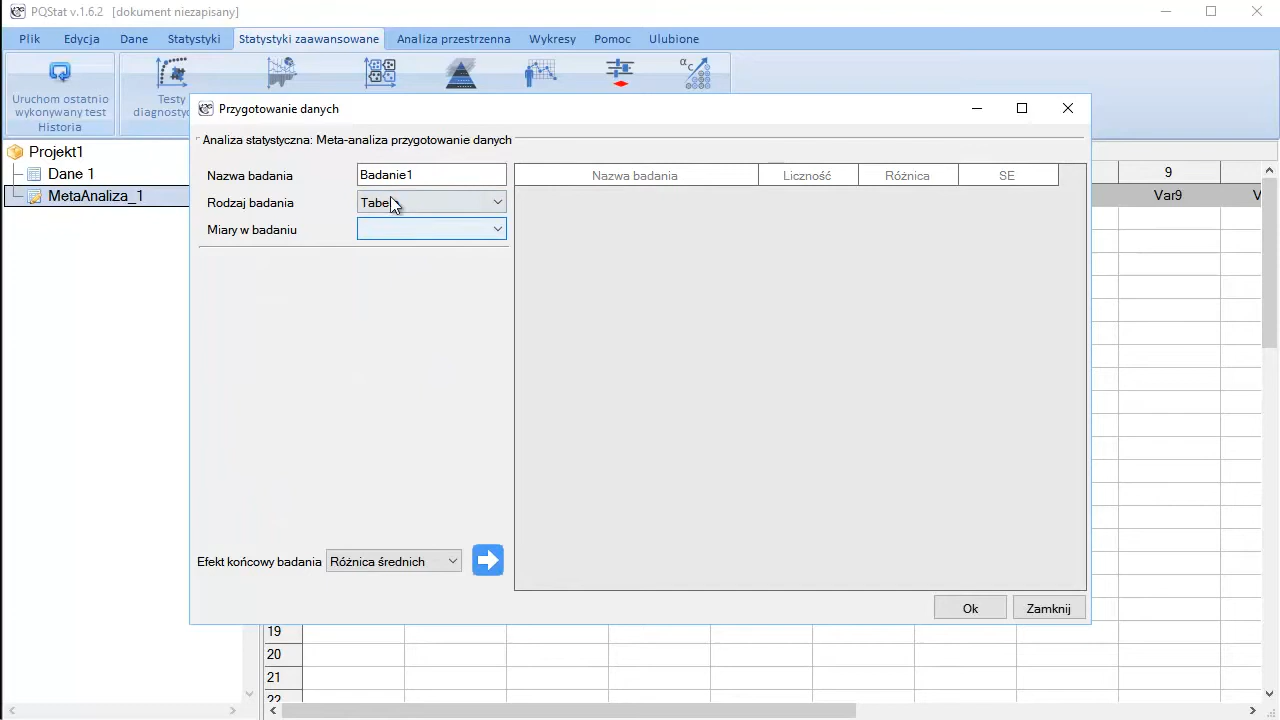 PQStat v.1.6.2 [dokument niezapisany]
Plik Edycja Dane Statystyki Statystyki zaawansowane Analiza przestrzenna Wykresy Pomoc Ulubione
Uruchom ostatnio
wykonywany test
Historia
Testy
αc
Przygotowanie danych
Analiza statystyczna: Meta-analiza przygotowanie danych
Projekt1
Dane 1
MetaAnaliza_1
Nazwa badania Badanie1
Rodzaj badania
Miary w badaniu
Nazwa badania Liczność Różnica SE
9
Var9
Efekt końcowy badania Różnica średnich
Ok Zamknij
19
20
21
22